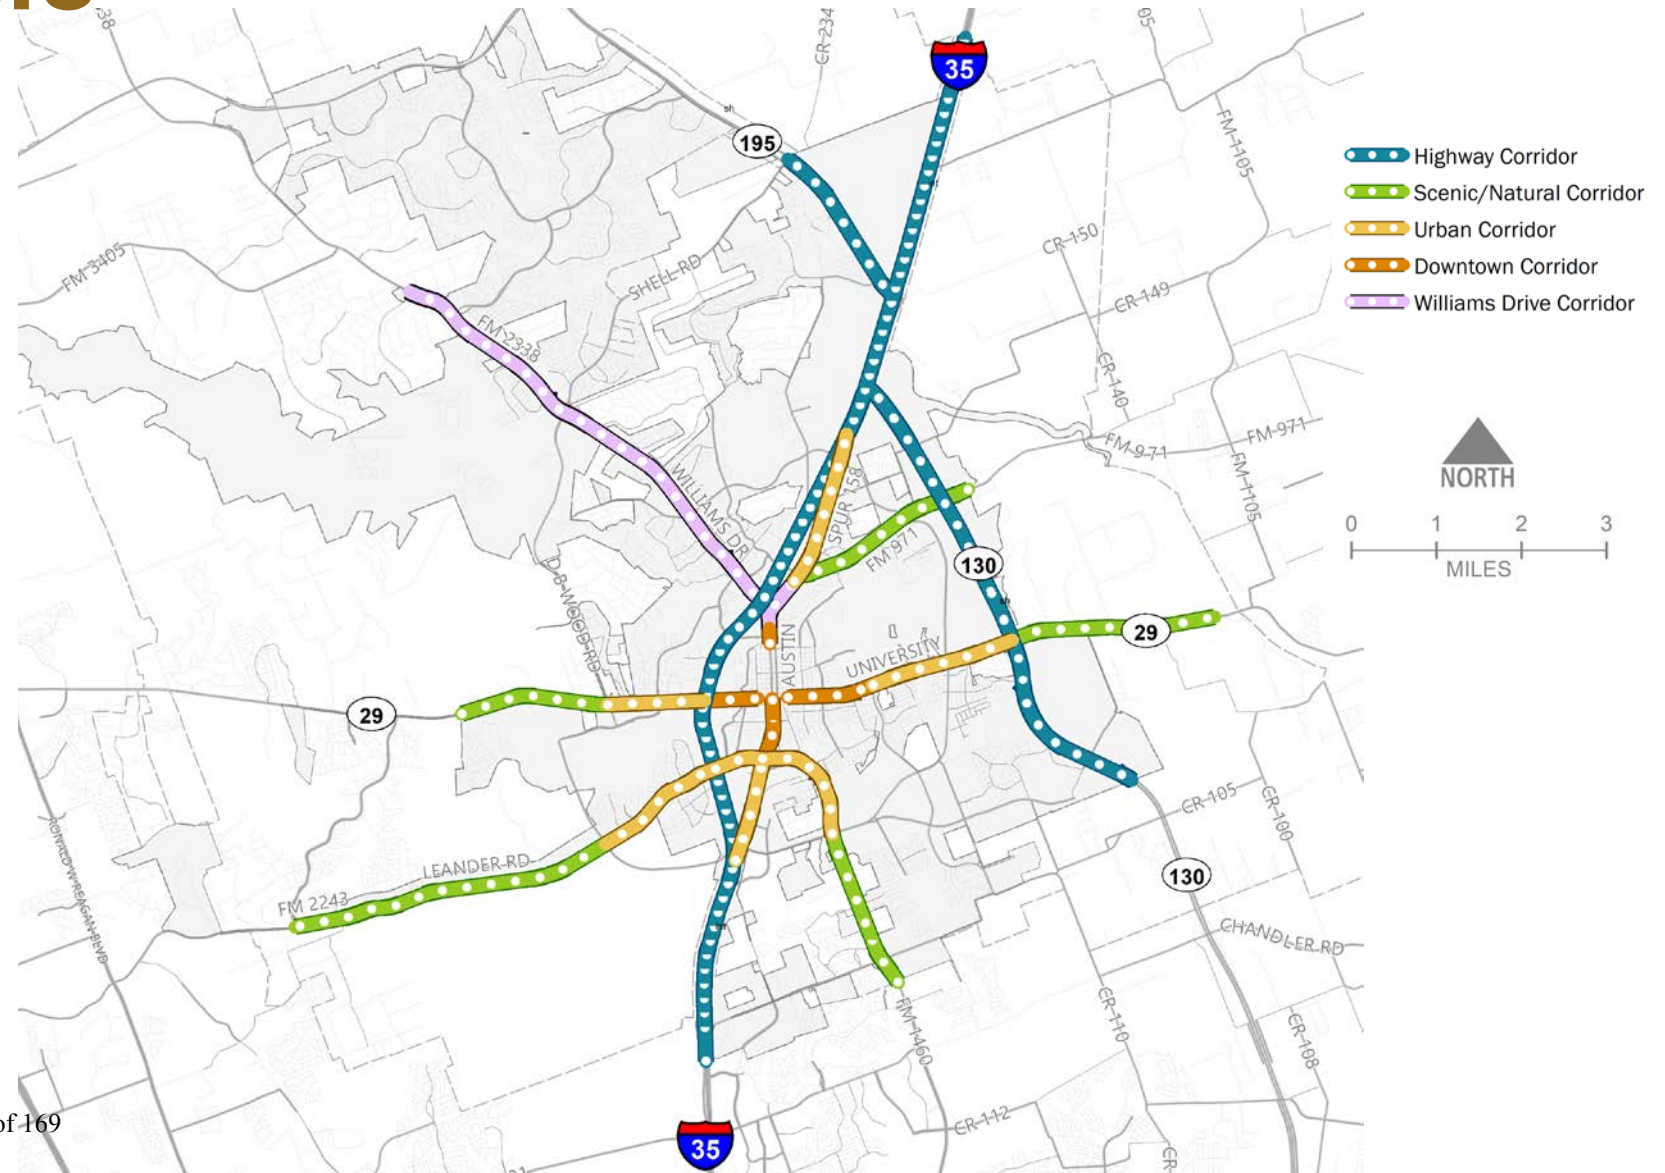 195
35
Highway Corridor
Scenic/Natural Corridor
Urban Corridor
Downtown Corridor
Williams Drive Corridor
CR-234
sh
FM-1105
FM-3405
SHELL RD
CR-150
CR-149
FM-2338
CR-140
FM-971
FM-971
FM-1105
NORTH
0 1 2 3
MILES
WILLIAMS DR
SPUR 158
FM-971
130
sh
D B WOOD RD
AUSTIN
UNIVERSITY
29
29
RONALD W REAGAN BLVD
LEANDER RD
FM 2243
CR-105
CR-100
130
CHANDLER RD
FM-1460
CR-110
CR-108
CR-112
CR-
of 169
35